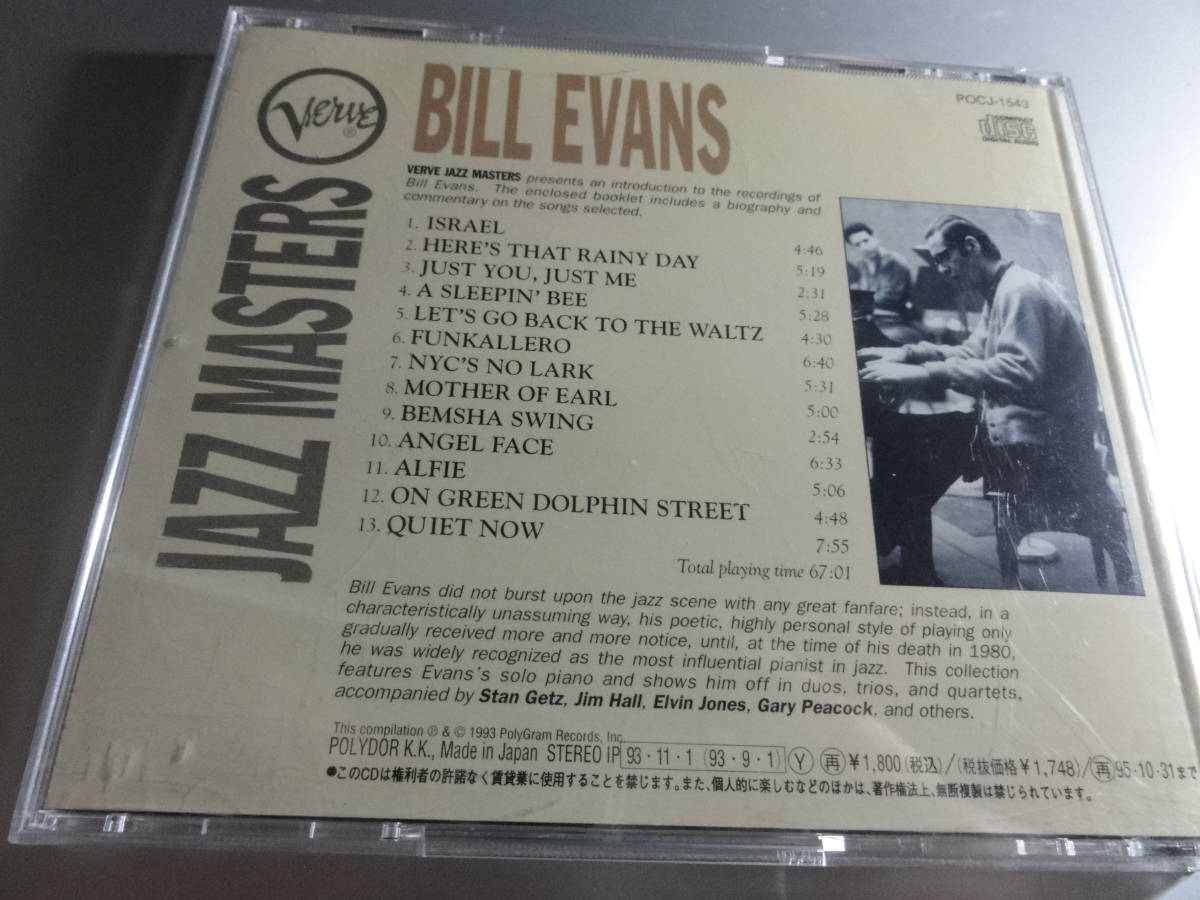 Verve®
JAZZ MASTERS
BILL EVANS
POCJ-1543
COMPACT
disc
DIGITAL AUDIO
VERVE JAZZ MASTERS presents an introduction to the recordings of
Bill Evans. The enclosed booklet includes a biography and
commentary on the songs selected.
1. ISRAEL 4:46
2. HERE'S THAT RAINY DAY 5:19
3. JUST YOU, JUST ME 2:31
4. A SLEEPIN' BEE 5:28
5. LET'S GO BACK TO THE WALTZ 4:30
6. FUNKALLERO 6:40
7. NYC'S NO LARK 5:31
8. MOTHER OF EARL 5:00
9. BEMSHA SWING 2:54
10. ANGEL FACE 6:33
11. ALFIE 5:06
12. ON GREEN DOLPHIN STREET 4:48
13. QUIET NOW 7:55
Total playing time 67:01
Bill Evans did not burst upon the jazz scene with any great fanfare; instead, in a
characteristically unassuming way, his poetic, highly personal style of playing only
gradually received more and more notice, until, at the time of his death in 1980,
he was widely recognized as the most influential pianist in jazz. This collection
features Evans's solo piano and shows him off in duos, trios, and quartets,
accompanied by Stan Getz, Jim Hall, Elvin Jones, Gary Peacock, and others.
This compilation ℗ & © 1993 PolyGram Records, Inc.
POLYDOR K.K., Made in Japan STEREO IP 93・11・1 (93・9・1) Ⓨ 再 ¥1,800(税込)/(税抜価格¥1,748)/再 95・10・31まで
●このCDは権利者の許諾なく賃貸業に使用することを禁じます。また、個人的に楽しむなどのほかは、著作権法上、無断複製は禁じられています。